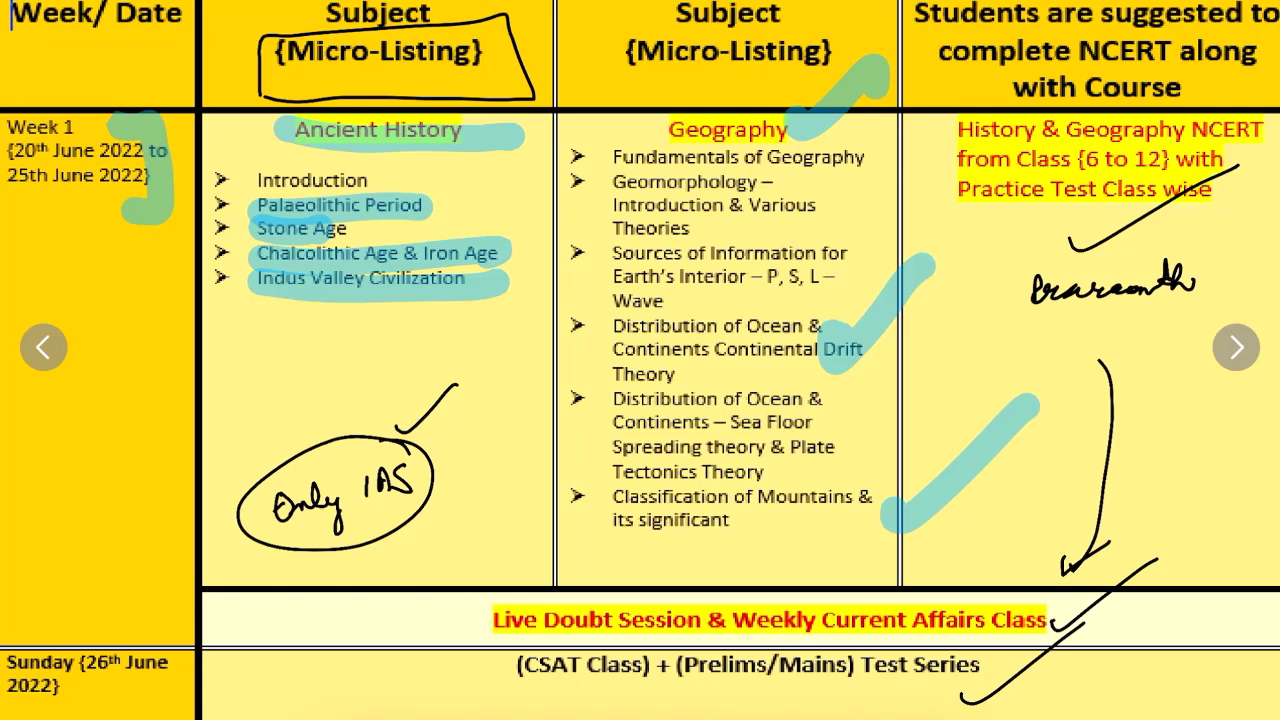 Week/ Date
Subject
{Micro-Listing}
Subject
{Micro-Listing}
Students are suggested to
complete NCERT along
with Course
Week 1
{20th June 2022 to
25th June 2022}
Ancient History
Introduction
Palaeolithic Period
Stone Age
Chalcolithic Age & Iron Age
Indus Valley Civilization
Only IAS
Geography
Fundamentals of Geography
Geomorphology –
Introduction & Various
Theories
Sources of Information for
Earth's Interior – P, S, L –
Wave
Distribution of Ocean &
Continents Continental Drift
Theory
Distribution of Ocean &
Continents – Sea Floor
Spreading theory & Plate
Tectonics Theory
Classification of Mountains &
its significant
History & Geography NCERT
from Class {6 to 12} with
Practice Test Class wise
Live Doubt Session & Weekly Current Affairs Class
Sunday {26th June
2022}
(CSAT Class) + (Prelims/Mains) Test Series